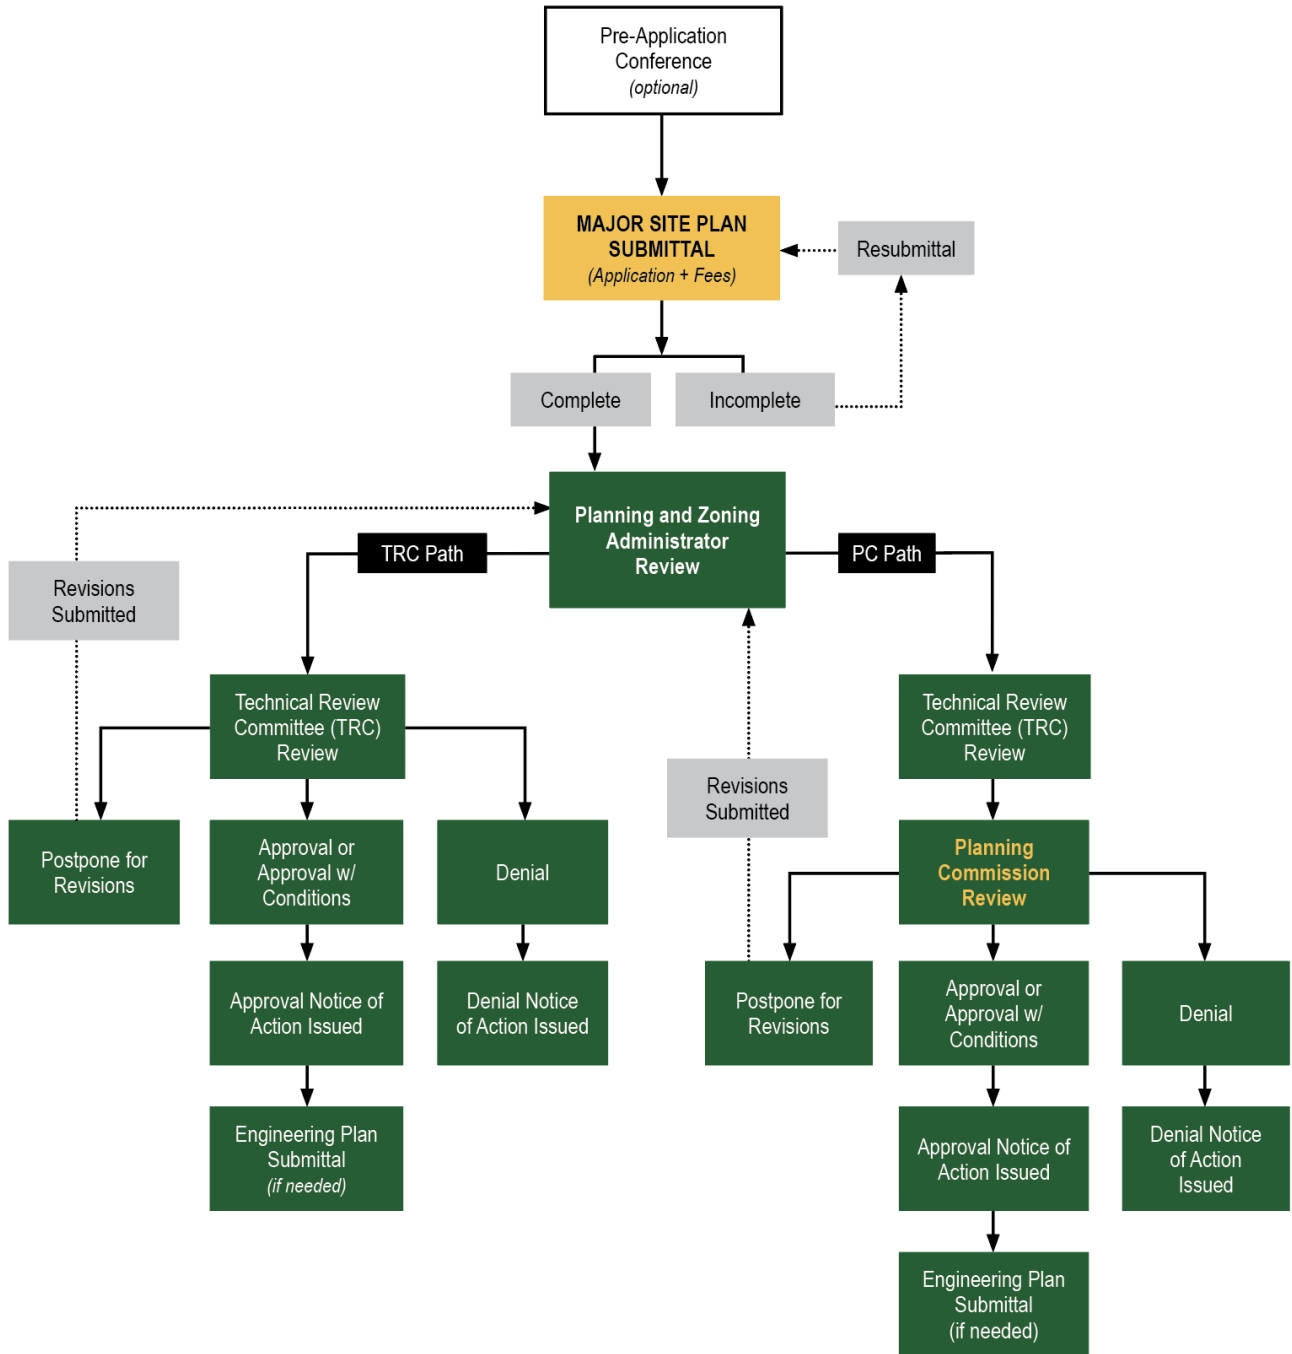 Pre-Application
Conference
(optional)
MAJOR SITE PLAN
SUBMITTAL
(Application + Fees)
Resubmittal
Complete
Incomplete
Planning and Zoning
Administrator
Review
TRC Path
PC Path
Revisions
Submitted
Technical Review
Committee (TRC)
Review
Technical Review
Committee (TRC)
Review
Revisions
Submitted
Postpone for
Revisions
Approval or
Approval w/
Conditions
Denial
Planning
Commission
Review
Approval Notice of
Action Issued
Denial Notice
of Action Issued
Postpone for
Revisions
Approval or
Approval w/
Conditions
Denial
Engineering Plan
Submittal
(if needed)
Approval Notice of
Action Issued
Denial Notice
of Action
Issued
Engineering Plan
Submittal
(if needed)